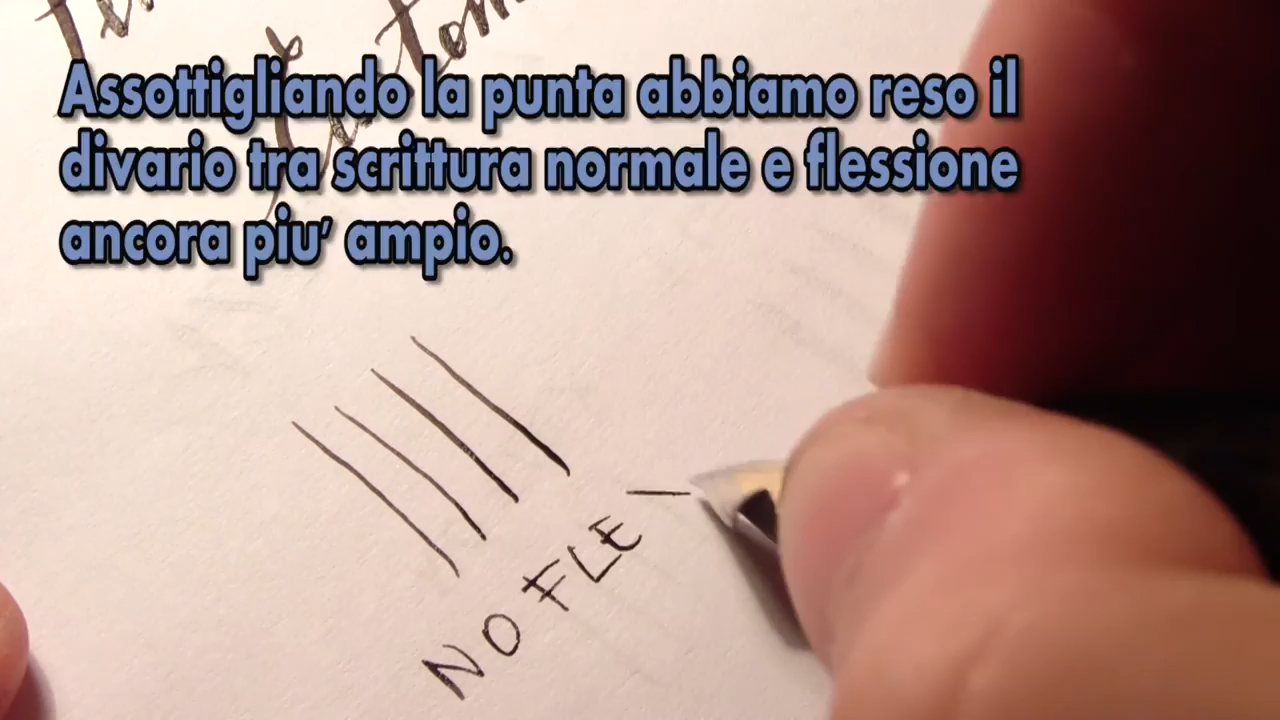 Assottigliando la punta abbiamo reso il
divario tra scrittura normale e flessione
ancora piu' ampio.
NO FLE